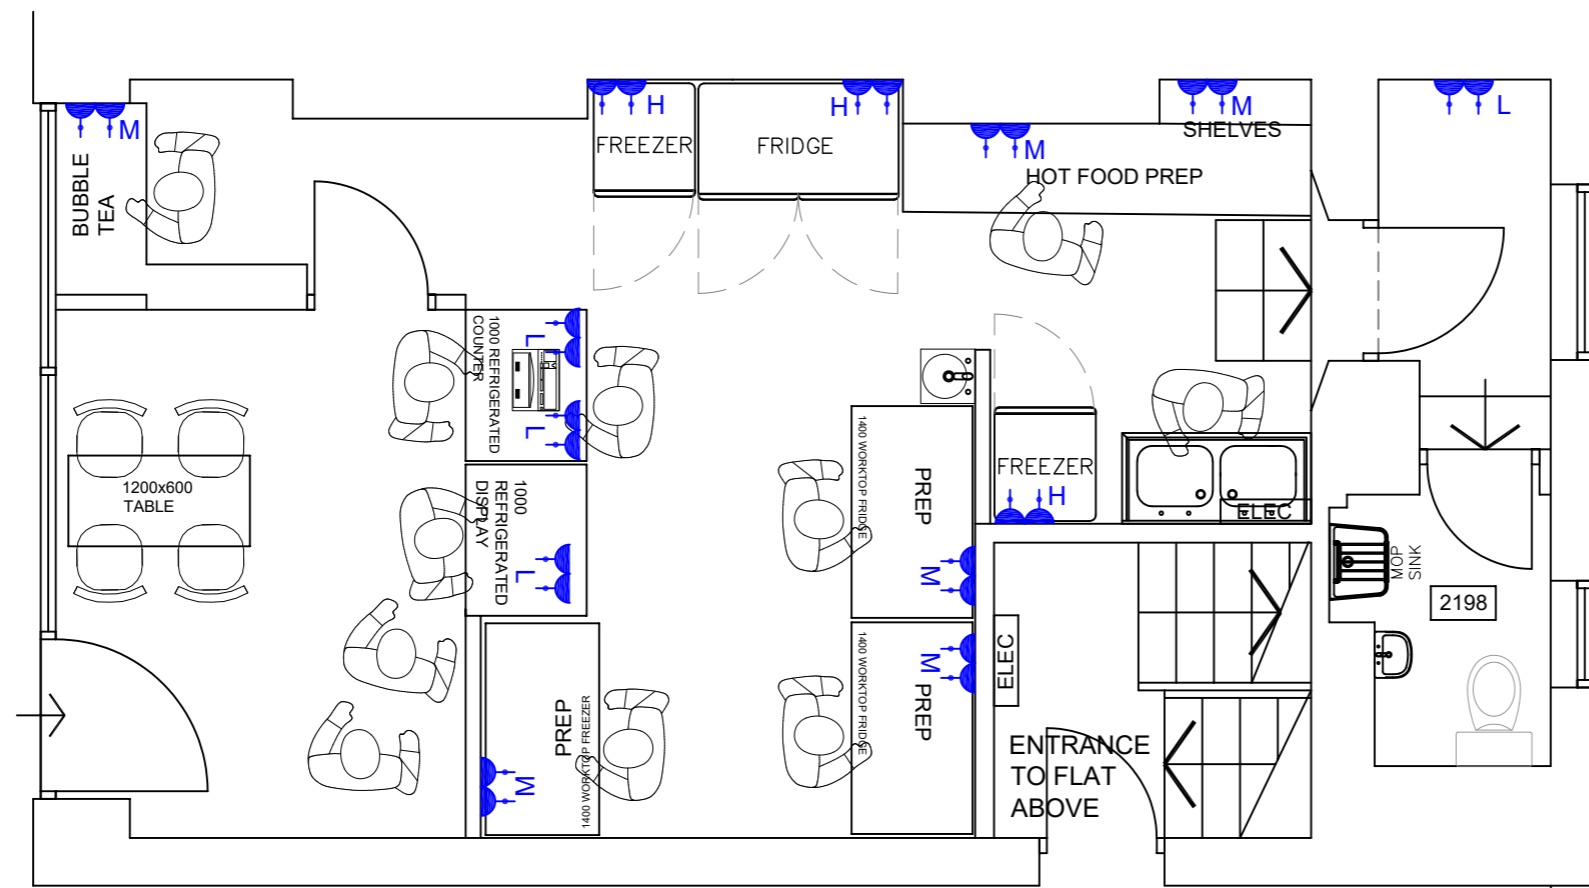 H
H
M
M
SHELVES
L
FREEZER
FRIDGE
M
HOT FOOD PREP
BUBBLE
TEA
1000 REFRIGERATED
COUNTER
L
L
1200x600
TABLE
1000
REFRIGERATED
DISPLAY
L
1400 WORKTOP FRIDGE
PREP
M
FREEZER
H
ELEC
MOP
SINK
2198
1400 WORKTOP FRIDGE
PREP
M
ELEC
PREP
1400 WORKTOP FREEZER
M
ENTRANCE
TO FLAT
ABOVE